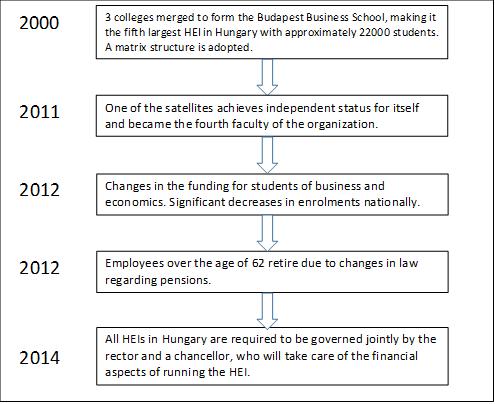 2000
3 colleges merged to form the Budapest Business School, making it
the fifth largest HEI in Hungary with approximately 22000 students.
A matrix structure is adopted.
2011
One of the satellites achieves independent status for itself
and became the fourth faculty of the organization.
2012
Changes in the funding for students of business and
economics. Significant decreases in enrolments nationally.
2012
Employees over the age of 62 retire due to changes in law
regarding pensions.
2014
All HEIs in Hungary are required to be governed jointly by the
rector and a chancellor, who will take care of the financial
aspects of running the HEI.